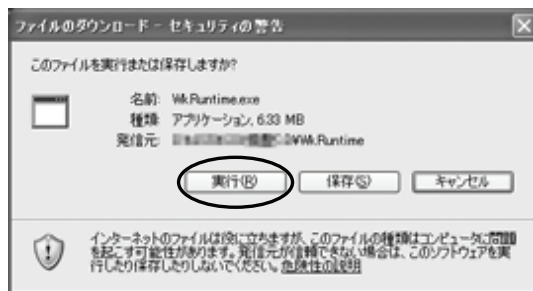 ファイルのダウンロード - セキュリティの警告
このファイルを実行または保存しますか?
名前: Wk.Runtime.exe
種類: アプリケーション, 6.33 MB
発信元: ¥Wk.Runtime
実行(R) 保存(S) キャンセル
インターネットのファイルは役に立ちますが、このファイルの種類はコンピュータに問題
を起こす可能性があります。発信元が信頼できない場合は、このソフトウェアを実
行したり保存したりしないでください。危険性の説明